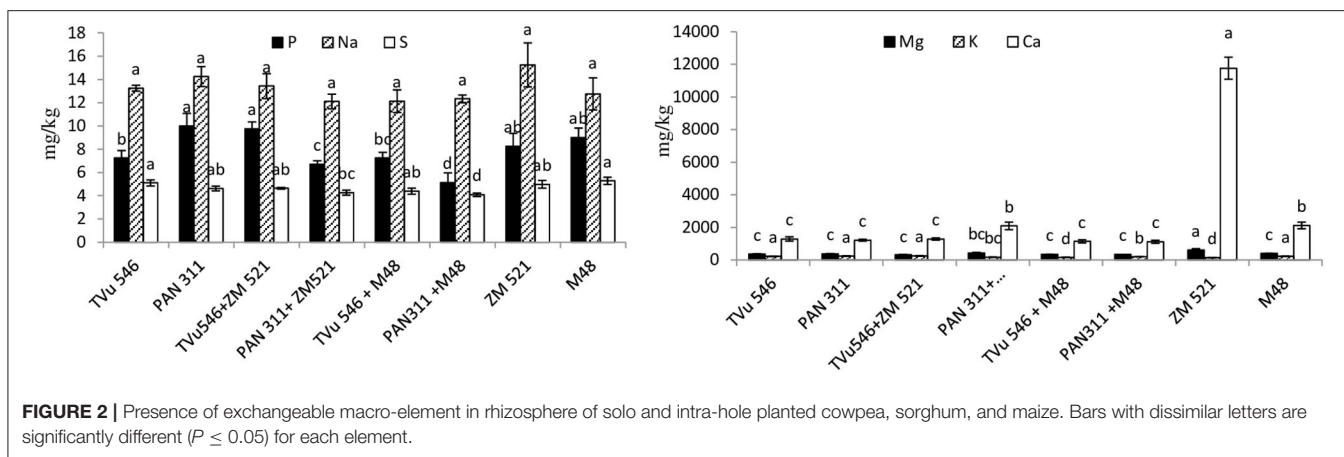 P Na S
mg/kg
18
16
14
12
10
8
6
4
2
0
b a a
a a ab
a a ab
c a bc
bc a ab
d a d
ab a ab
ab a a
TVu 546
PAN 311
TVu546+ZM 521
PAN 311+ ZM521
TVu 546 + M48
PAN311 +M48
ZM 521
M48
Mg K Ca
mg/kg
14000
12000
10000
8000
6000
4000
2000
0
c a c
c a c
c a c
bc bc b
c d c
c b c
a d a
c a b
TVu 546
PAN 311
TVu546+ZM 521
PAN 311+...
TVu 546 + M48
PAN311 +M48
ZM 521
M48
FIGURE 2 | Presence of exchangeable macro-element in rhizosphere of solo and intra-hole planted cowpea, sorghum, and maize. Bars with dissimilar letters are
significantly different (P ≤ 0.05) for each element.